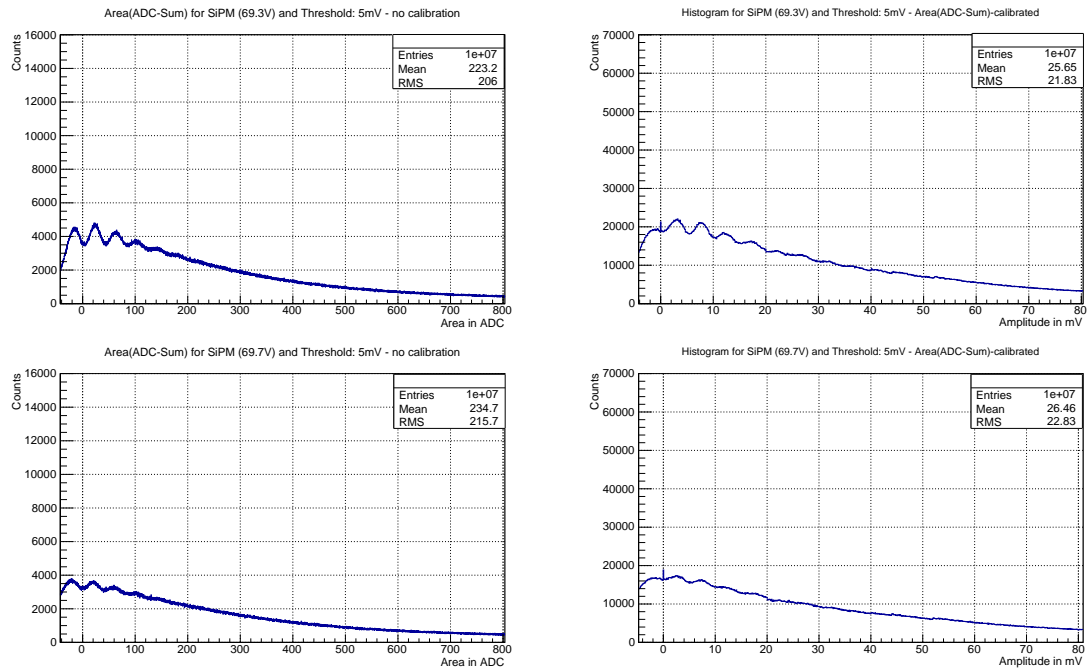 Area(ADC-Sum) for SiPM (69.3V) and Threshold: 5mV - no calibration
Counts
16000
14000
12000
10000
8000
6000
4000
2000
0
0 100 200 300 400 500 600 700 800
Area in ADC
Entries 1e+07
Mean 223.2
RMS 206
Histogram for SiPM (69.3V) and Threshold: 5mV - Area(ADC-Sum)-calibrated
Counts
70000
60000
50000
40000
30000
20000
10000
0
0 10 20 30 40 50 60 70 80
Amplitude in mV
Entries 1e+07
Mean 25.65
RMS 21.83
Area(ADC-Sum) for SiPM (69.7V) and Threshold: 5mV - no calibration
Counts
16000
14000
12000
10000
8000
6000
4000
2000
0
0 100 200 300 400 500 600 700 800
Area in ADC
Entries 1e+07
Mean 234.7
RMS 215.7
Histogram for SiPM (69.7V) and Threshold: 5mV - Area(ADC-Sum)-calibrated
Counts
70000
60000
50000
40000
30000
20000
10000
0
0 10 20 30 40 50 60 70 80
Amplitude in mV
Entries 1e+07
Mean 26.46
RMS 22.83